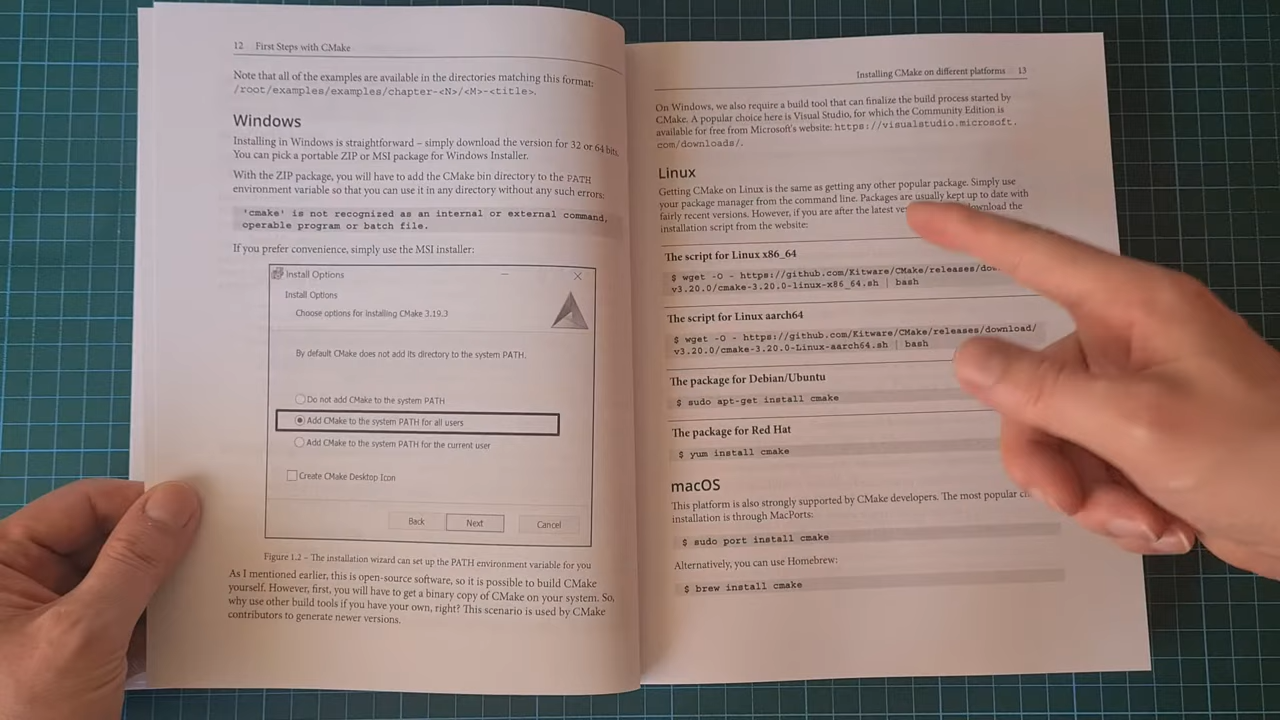 12 First Steps with CMake
Note that all of the examples are available in the directories matching this format:
/root/examples/examples/chapter-<N>/<M>-<title>.
Windows
Installing in Windows is straightforward – simply download the version for 32 or 64 bits.
You can pick a portable ZIP or MSI package for Windows Installer.
With the ZIP package, you will have to add the CMake bin directory to the PATH
environment variable so that you can use it in any directory without any such errors:
'cmake' is not recognized as an internal or external command,
operable program or batch file.
If you prefer convenience, simply use the MSI installer:
Install Options
Install Options
Choose options for installing CMake 3.19.3
By default CMake does not add its directory to the system PATH.
Do not add CMake to the system PATH
Add CMake to the system PATH for all users
Add CMake to the system PATH for the current user
Create CMake Desktop Icon
Back Next Cancel
Figure 1.2 – The installation wizard can set up the PATH environment variable for you
As I mentioned earlier, this is open-source software, so it is possible to build CMake
yourself. However, first, you will have to get a binary copy of CMake on your system. So,
why use other build tools if you have your own, right? This scenario is used by CMake
contributors to generate newer versions.
Installing CMake on different platforms 13
On Windows, we also require a build tool that can finalize the build process started by
CMake. A popular choice here is Visual Studio, for which the Community Edition is
available for free from Microsoft's website: https://visualstudio.microsoft.
com/downloads/.
Linux
Getting CMake on Linux is the same as getting any other popular package. Simply use
your package manager from the command line. Packages are usually kept up to date with
fairly recent versions. However, if you are after the latest download the
installation script from the website:
The script for Linux x86_64
$ wget -O - https://github.com/Kitware/CMake/releases/
v3.20.0/cmake-3.20.0-linux-x86_64.sh | bash
The script for Linux aarch64
$ wget -O - https://github.com/Kitware/CMake/releases/download/
v3.20.0/cmake-3.20.0-Linux-aarch64.sh | bash
The package for Debian/Ubuntu
$ sudo apt-get install cmake
The package for Red Hat
$ yum install cmake
macOS
This platform is also strongly supported by CMake developers. The most popular
installation is through MacPorts:
$ sudo port install cmake
Alternatively, you can use Homebrew:
$ brew install cmake